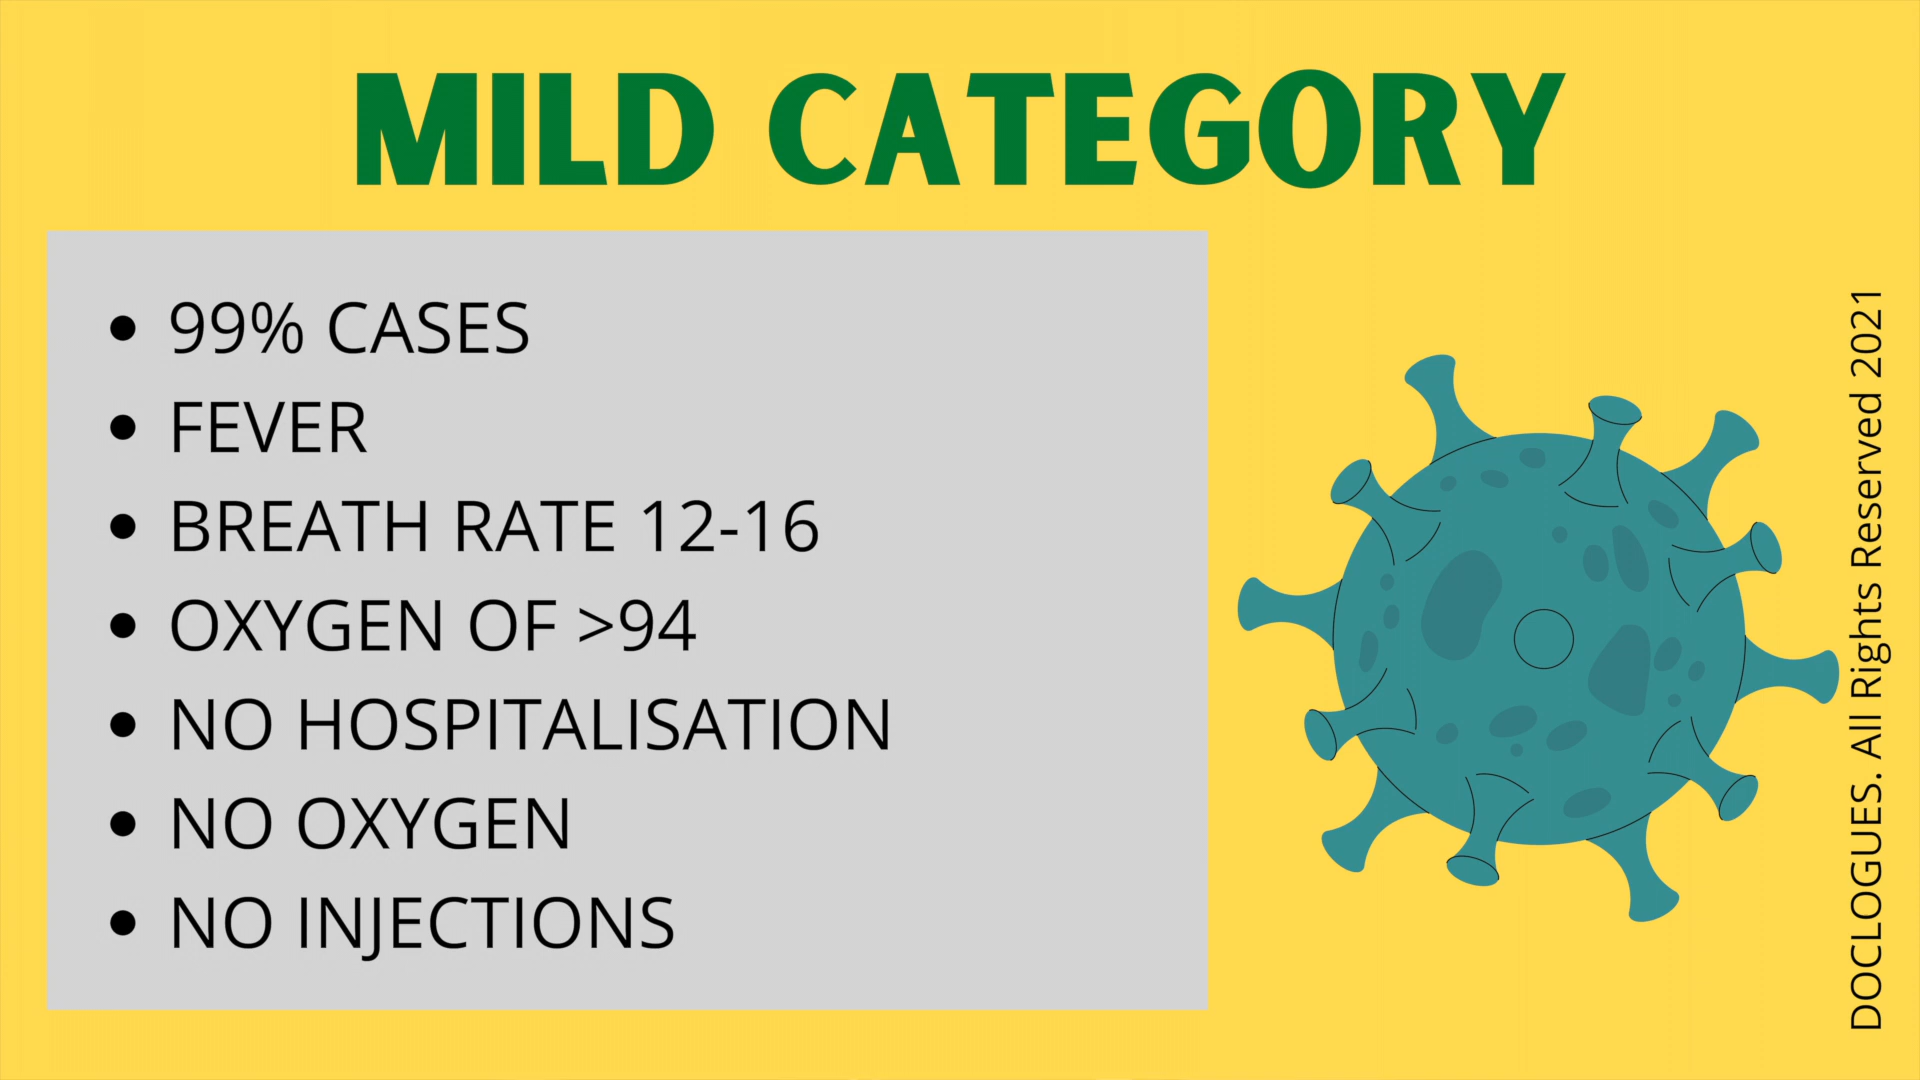 MILD CATEGORY
• 99% CASES
• FEVER
• BREATH RATE 12-16
• OXYGEN OF >94
• NO HOSPITALISATION
• NO OXYGEN
• NO INJECTIONS
DOCLOGUES. All Rights Reserved 2021